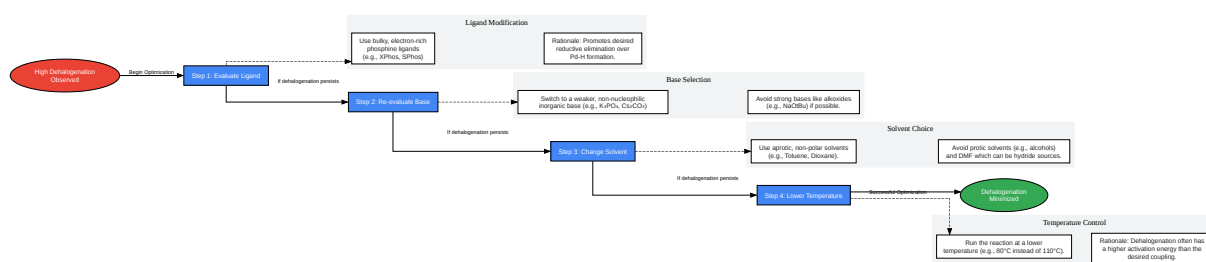 Ligand Modification
Use bulky, electron-rich
phosphine ligands
(e.g., XPhos, SPhos)
Rationale: Promotes desired
reductive elimination over
Pd-H formation.
High Dehalogenation
Observed
Begin Optimization
Step 1: Evaluate Ligand
If dehalogenation persists
Base Selection
Step 2: Re-evaluate Base
Switch to a weaker, non-nucleophilic
inorganic base (e.g., K₃PO₄, Cs₂CO₃)
Avoid strong bases like alkoxides
(e.g., NaOtBu) if possible.
If dehalogenation persists
Solvent Choice
Step 3: Change Solvent
Use aprotic, non-polar solvents
(e.g., Toluene, Dioxane).
Avoid protic solvents (e.g., alcohols)
and DMF which can be hydride sources.
If dehalogenation persists
Step 4: Lower Temperature
Successful Optimization
Dehalogenation
Minimized
Temperature Control
Run the reaction at a lower
temperature (e.g., 80°C instead of 110°C).
Rationale: Dehalogenation often has
a higher activation energy than the
desired coupling.